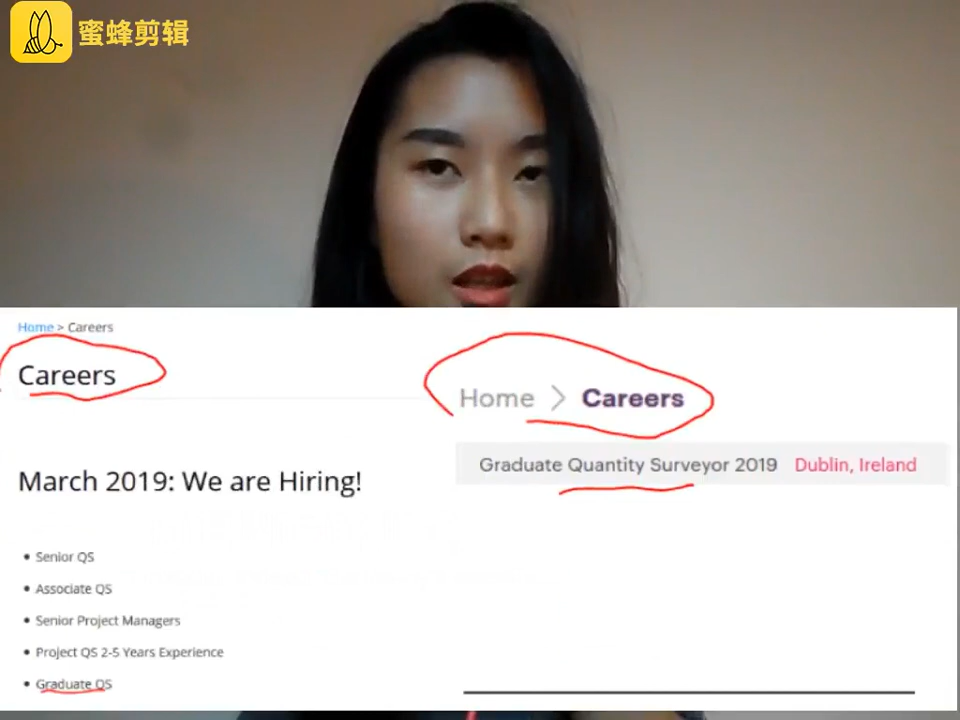 蜜蜂剪辑
Home > Careers
Careers
March 2019: We are Hiring!
Senior QS
Associate QS
Senior Project Managers
Project QS 2-5 Years Experience
Graduate QS
Home > Careers
Graduate Quantity Surveyor 2019 Dublin, Ireland